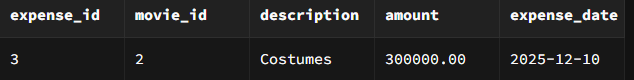 expense_id movie_id description amount expense_date
3 2 Costumes 300000.00 2025-12-10